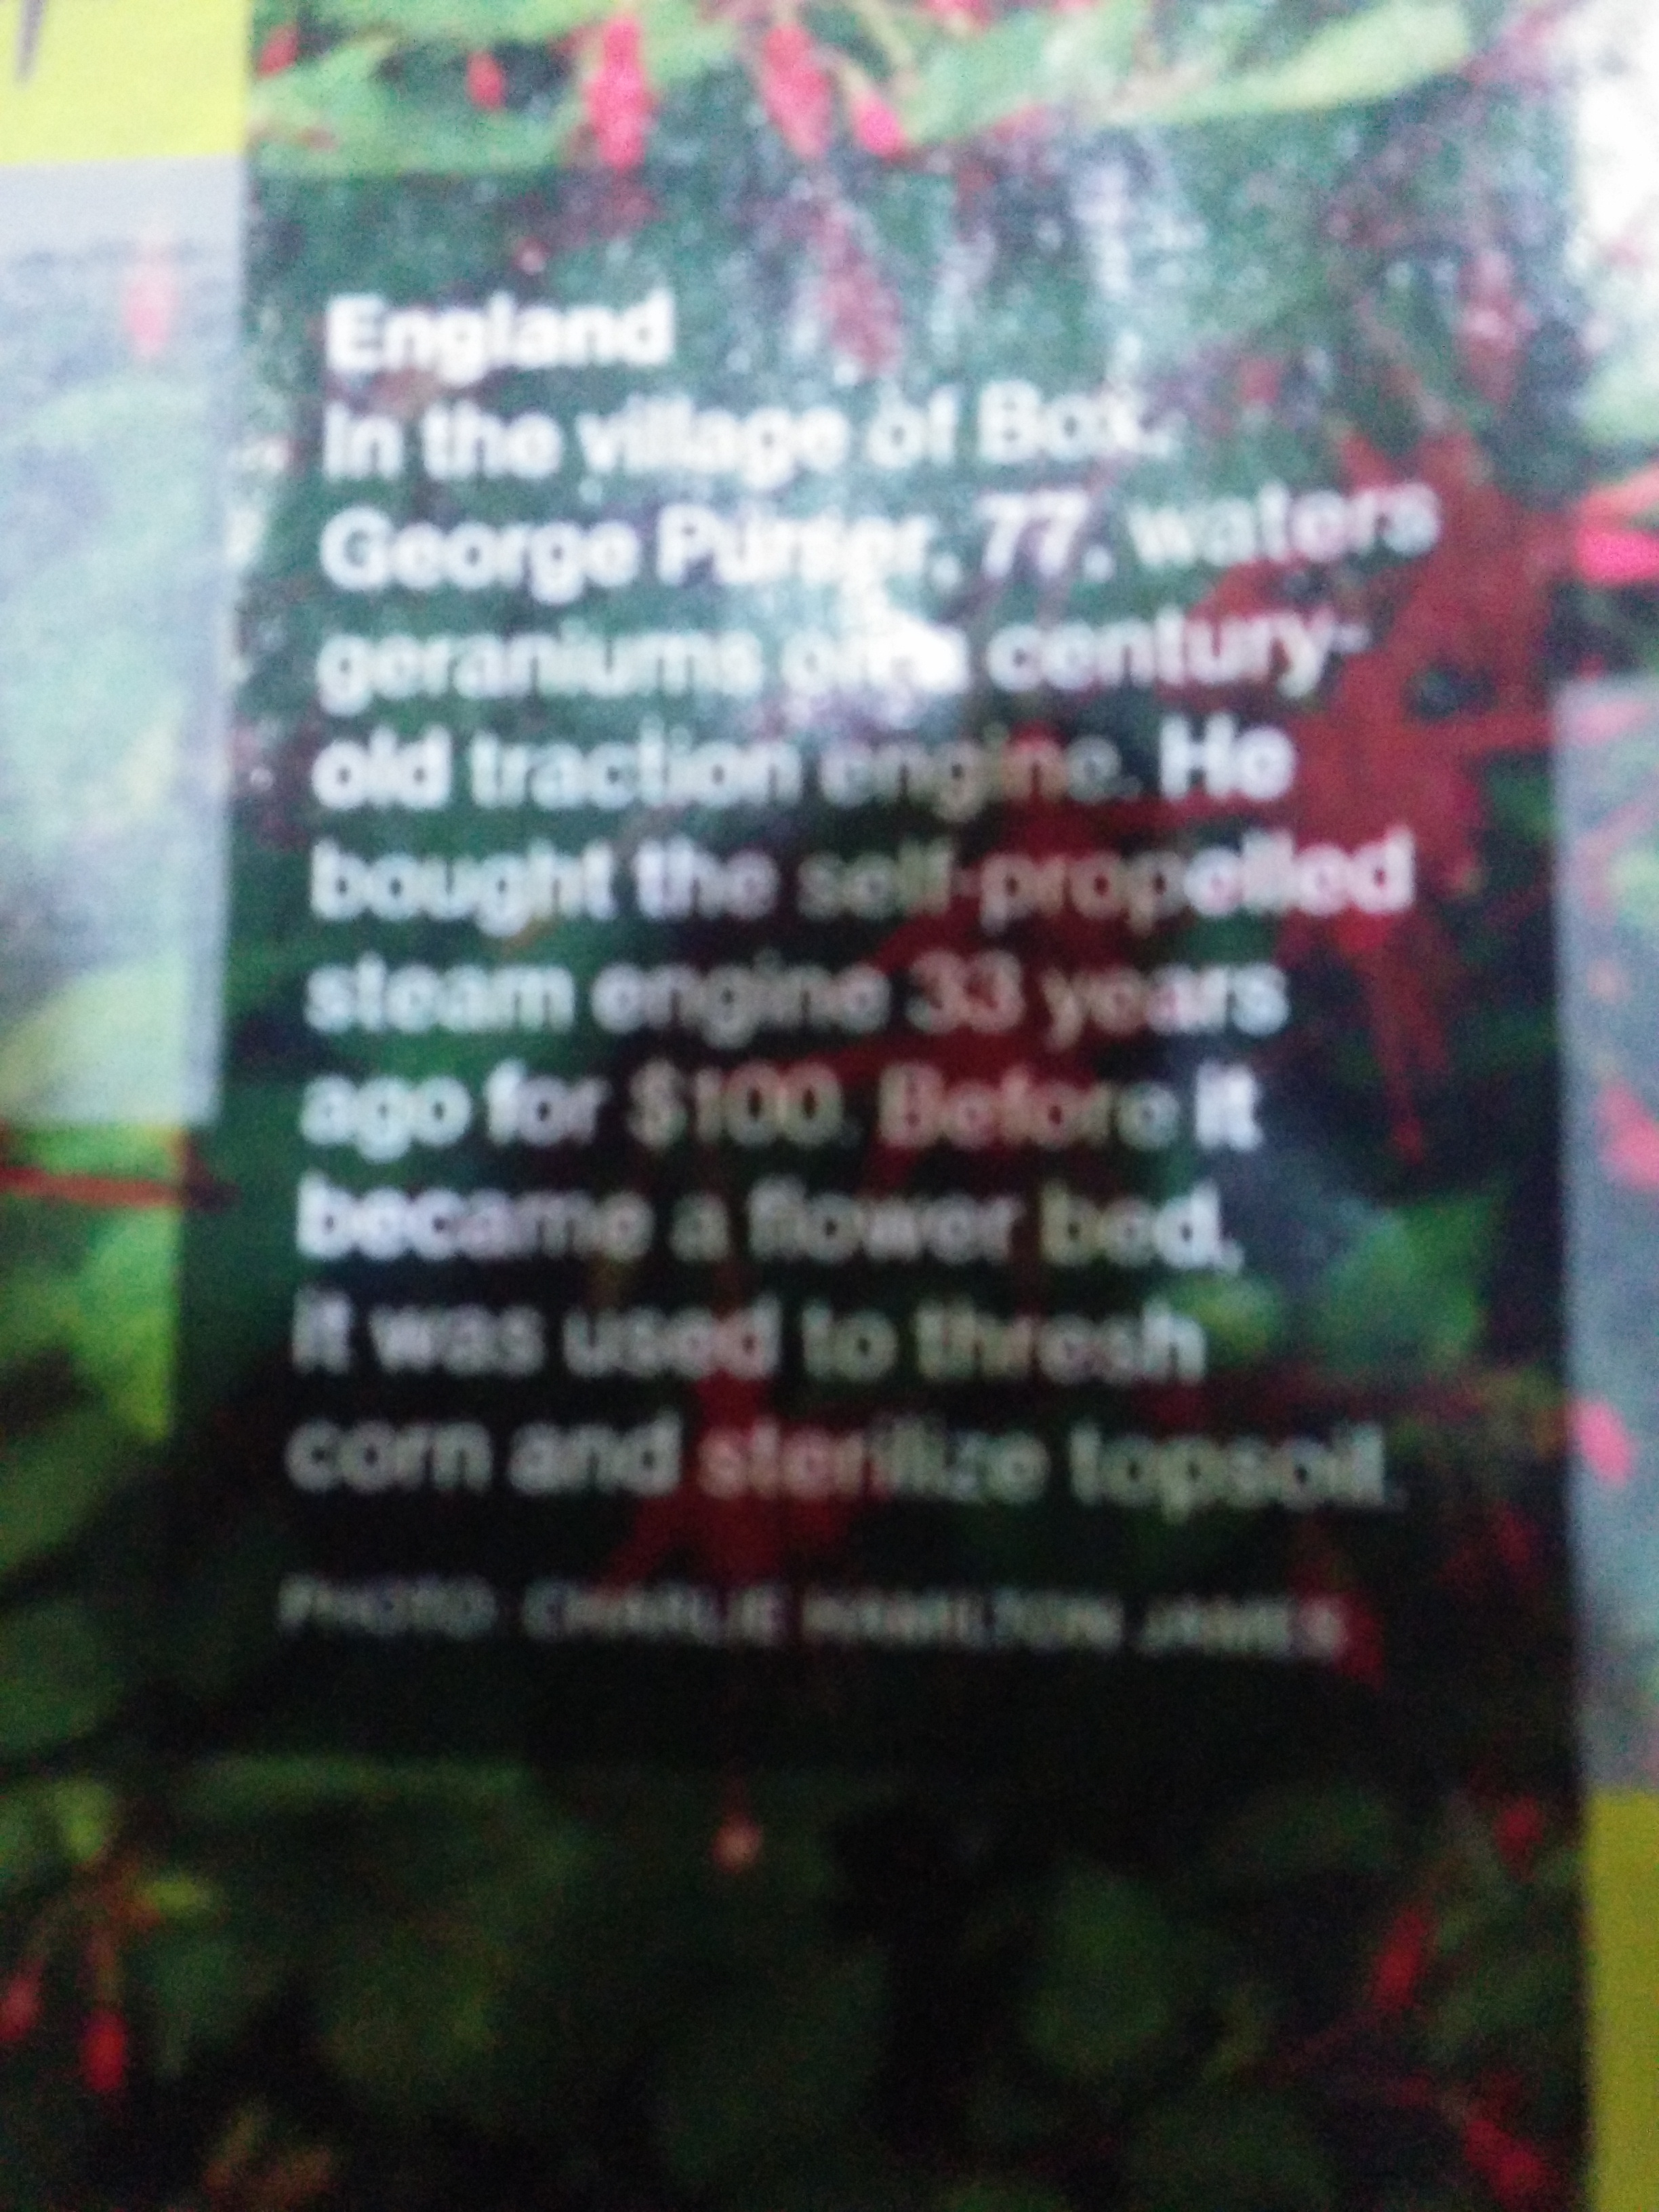 England
In the village of Box,
George Purser, 77, waters
geraniums on a century-
old traction engine. He
bought the self-propelled
steam engine 33 years
ago for $100. Before it
became a flower bed,
it was used to thresh
corn and sterilize topsoil.
PHOTO: CHARLIE HAMILTON JAMES